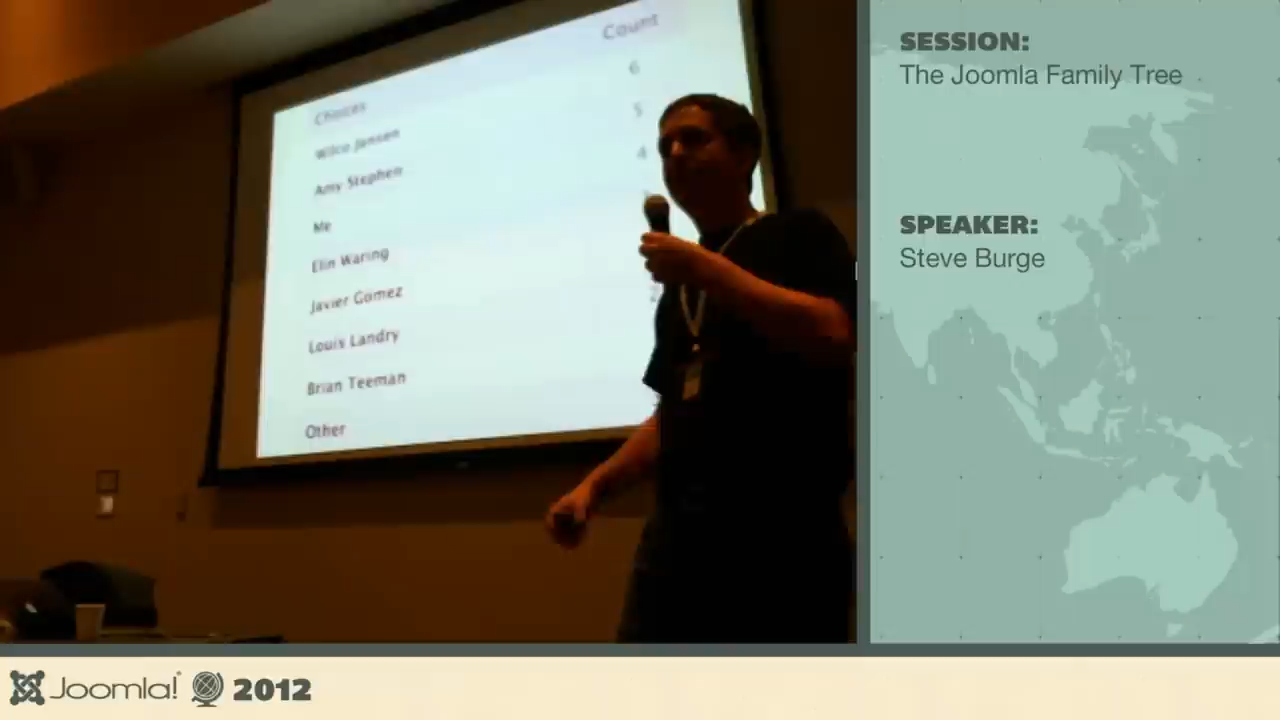 Choices Count
Wilco Jansen 6
Amy Stephen 5
Me 4
Elin Waring
Javier Gomez 2
Louis Landry
Brian Teeman
Other
SESSION:
The Joomla Family Tree
SPEAKER:
Steve Burge
Joomla! 2012